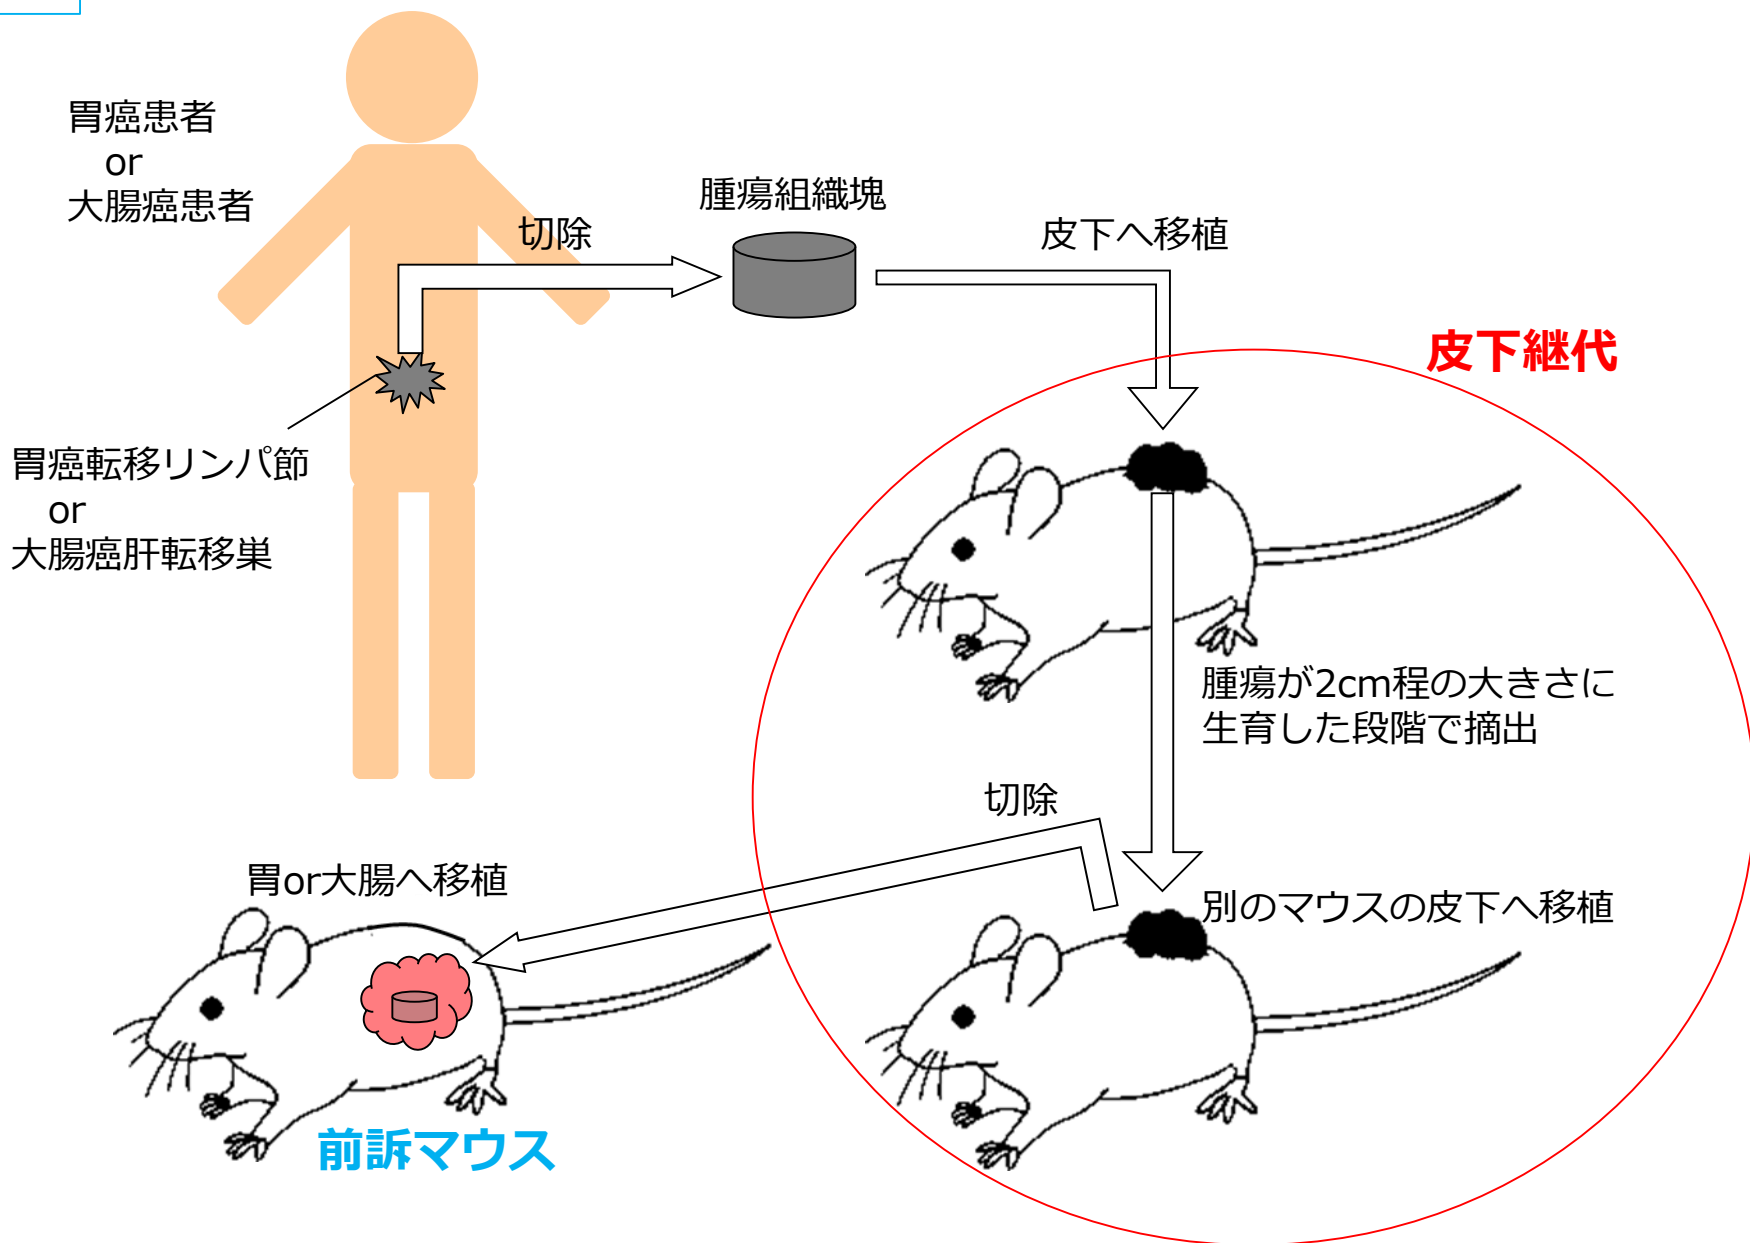 胃癌患者
or
大腸癌患者
切除
腫瘍組織塊
皮下へ移植
皮下継代
胃癌転移リンパ節
or
大腸癌肝転移巣
腫瘍が2cm程の大きさに
生育した段階で摘出
切除
胃or大腸へ移植
別のマウスの皮下へ移植
前訴マウス